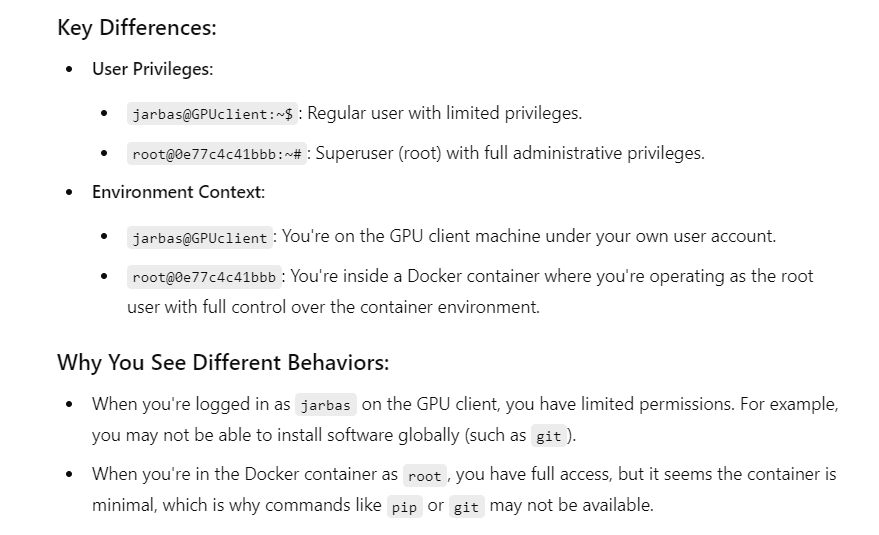 Key Differences:
• User Privileges:
• jarbas@GPUclient:~$ : Regular user with limited privileges.
• root@0e77c4c41bbb:~# : Superuser (root) with full administrative privileges.
• Environment Context:
• jarbas@GPUclient : You're on the GPU client machine under your own user account.
• root@0e77c4c41bbb : You're inside a Docker container where you're operating as the root
user with full control over the container environment.
Why You See Different Behaviors:
• When you're logged in as jarbas on the GPU client, you have limited permissions. For example,
you may not be able to install software globally (such as git ).
• When you're in the Docker container as root , you have full access, but it seems the container is
minimal, which is why commands like pip or git may not be available.